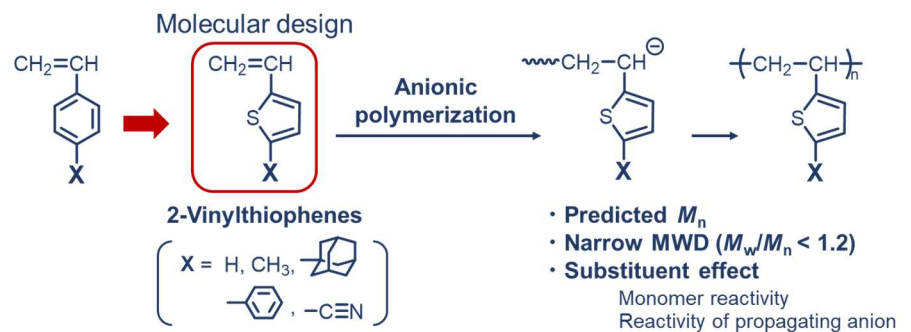 Molecular design
CH2=CH
X
CH2=CH
S
X
Anionic
polymerization
CH2–CH⊖
S
X
(CH2–CH)n
S
X
2-Vinylthiophenes
X = H, CH3,
, –C≡N
・Predicted Mn
・Narrow MWD (Mw/Mn < 1.2)
・Substituent effect
Monomer reactivity
Reactivity of propagating anion